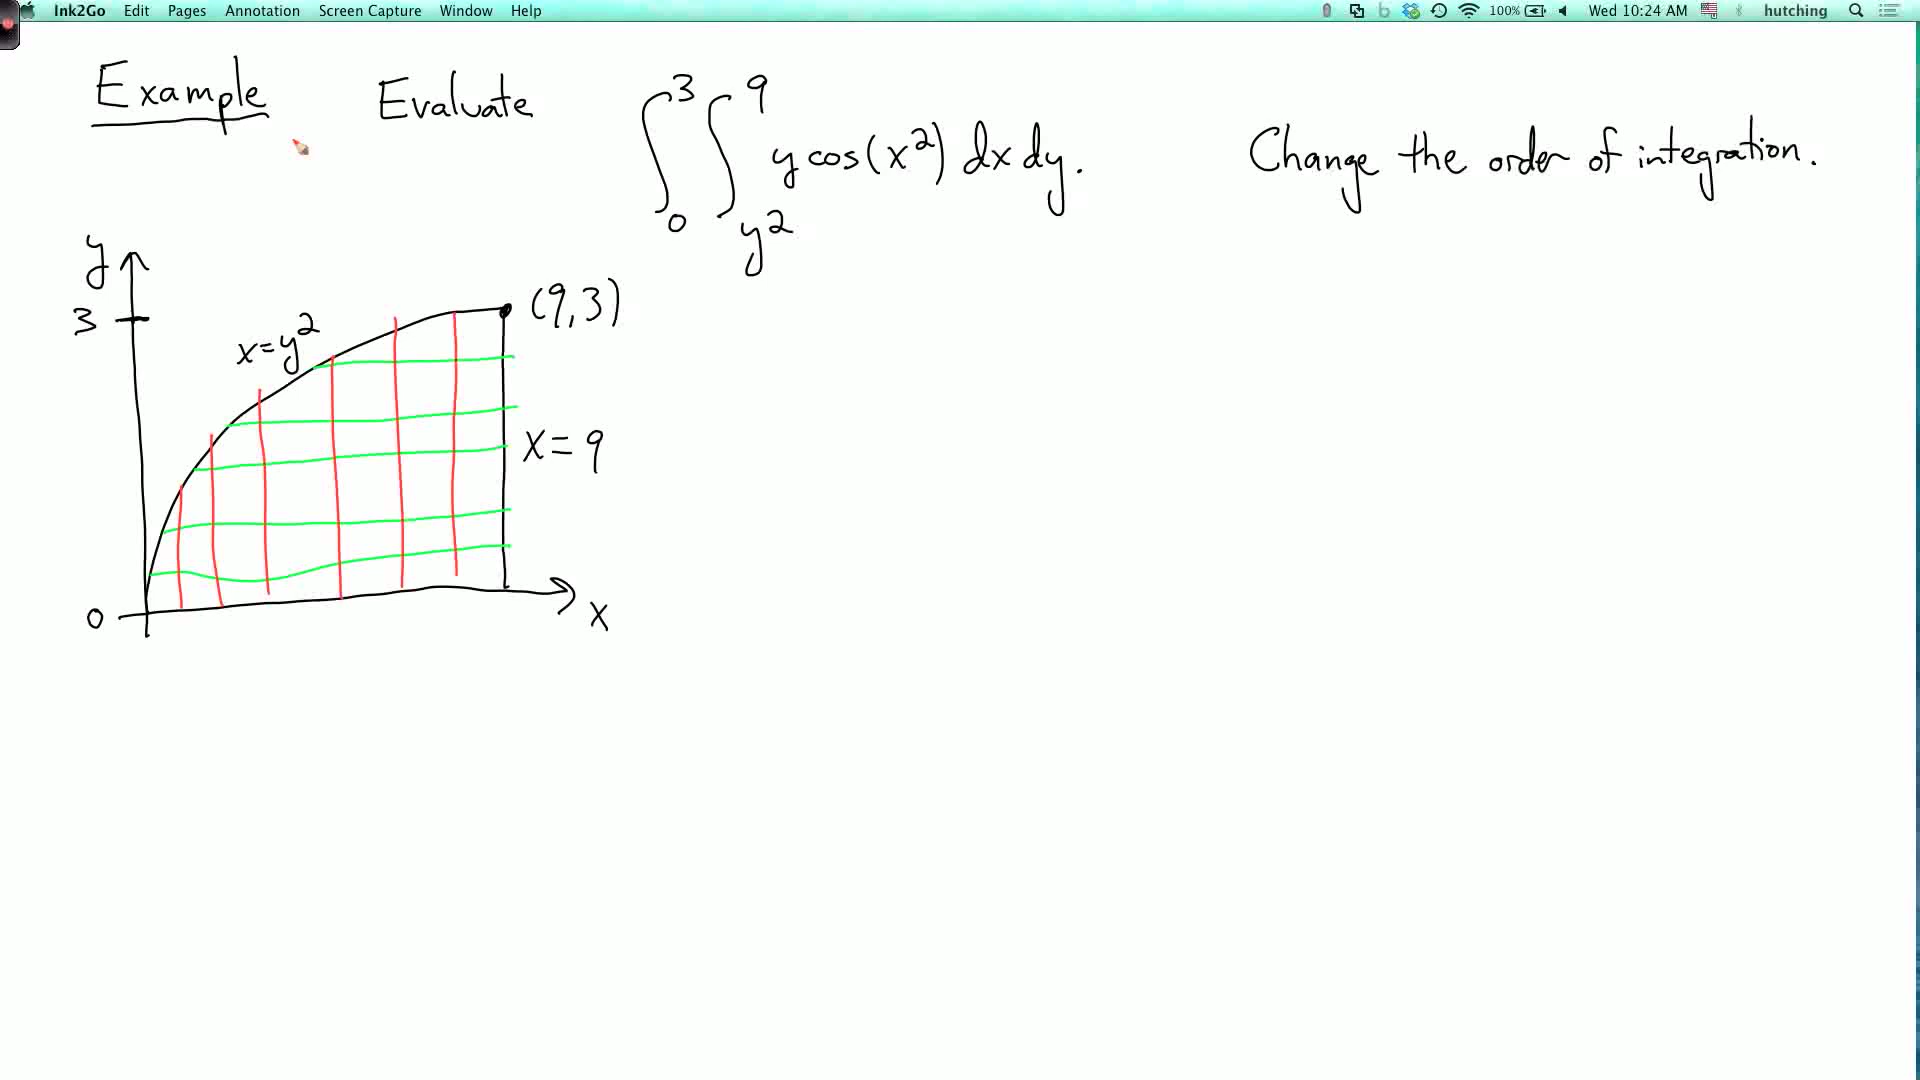 Ink2Go Edit Pages Annotation Screen Capture Window Help 100% Wed 10:24 AM hutching
Example Evaluate ∫₀³ ∫_{y²}^{9} y cos(x²) dx dy. Change the order of integration.
y
3
x=y²
(9,3)
x=9
0
x